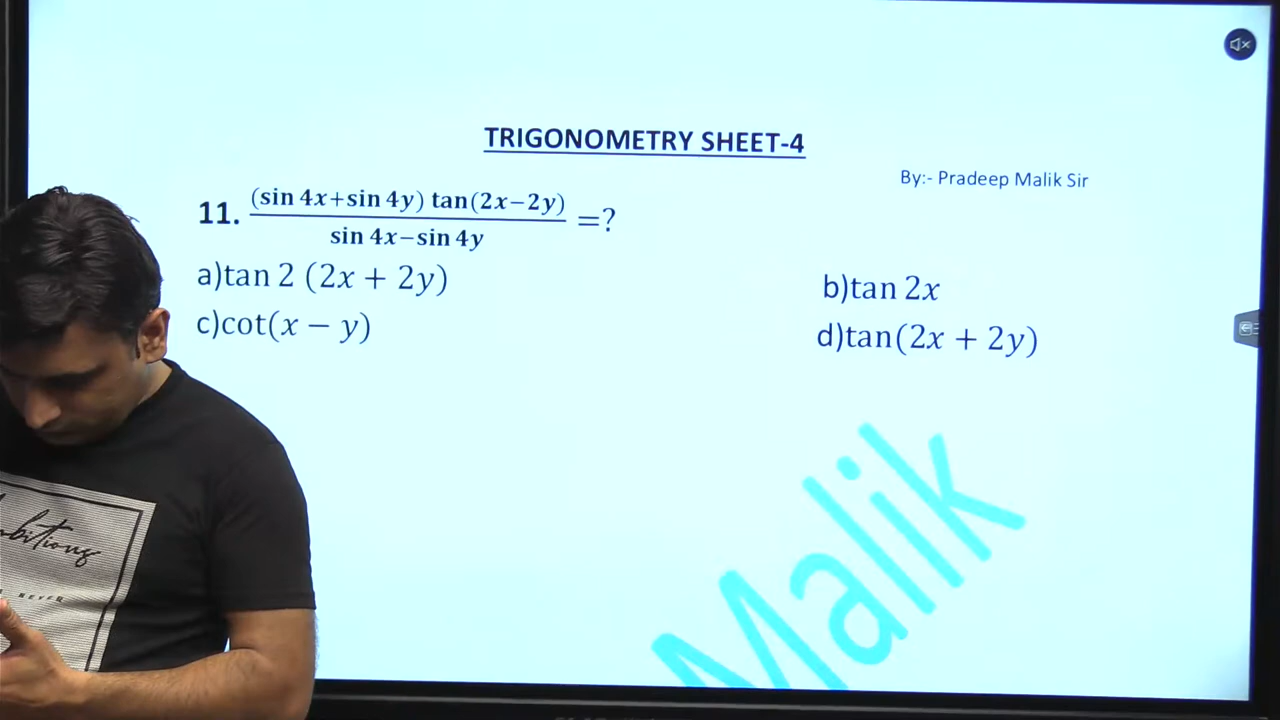 TRIGONOMETRY SHEET-4
By:- Pradeep Malik Sir
11. (sin 4x+sin 4y) tan(2x−2y) / sin 4x−sin 4y =?
a)tan 2 (2x + 2y)
b)tan 2x
c)cot(x − y)
d)tan(2x + 2y)
Malik
NEVER